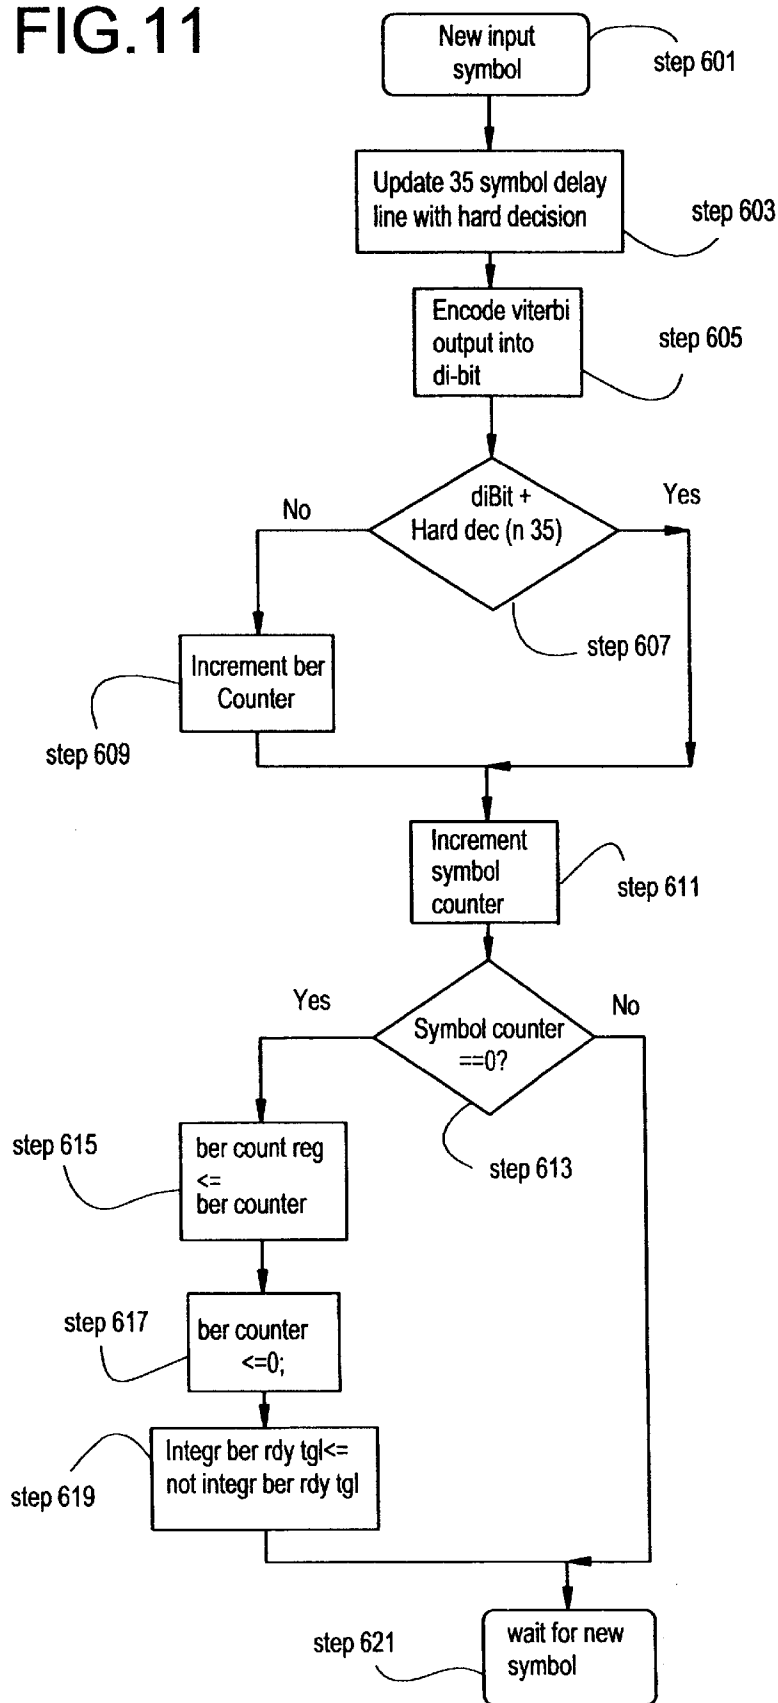 FIG.11
New input
symbol
step 601
Update 35 symbol delay
line with hard decision
step 603
Encode viterbi
output into
di-bit
step 605
diBit +
Hard dec (n 35)
No
Yes
step 607
Increment ber
Counter
step 609
Increment
symbol
counter
step 611
Symbol counter
==0?
Yes
No
step 613
ber count reg
<=
ber counter
step 615
ber counter
<=0;
step 617
Integr ber rdy tgl<=
not integr ber rdy tgl
step 619
wait for new
symbol
step 621